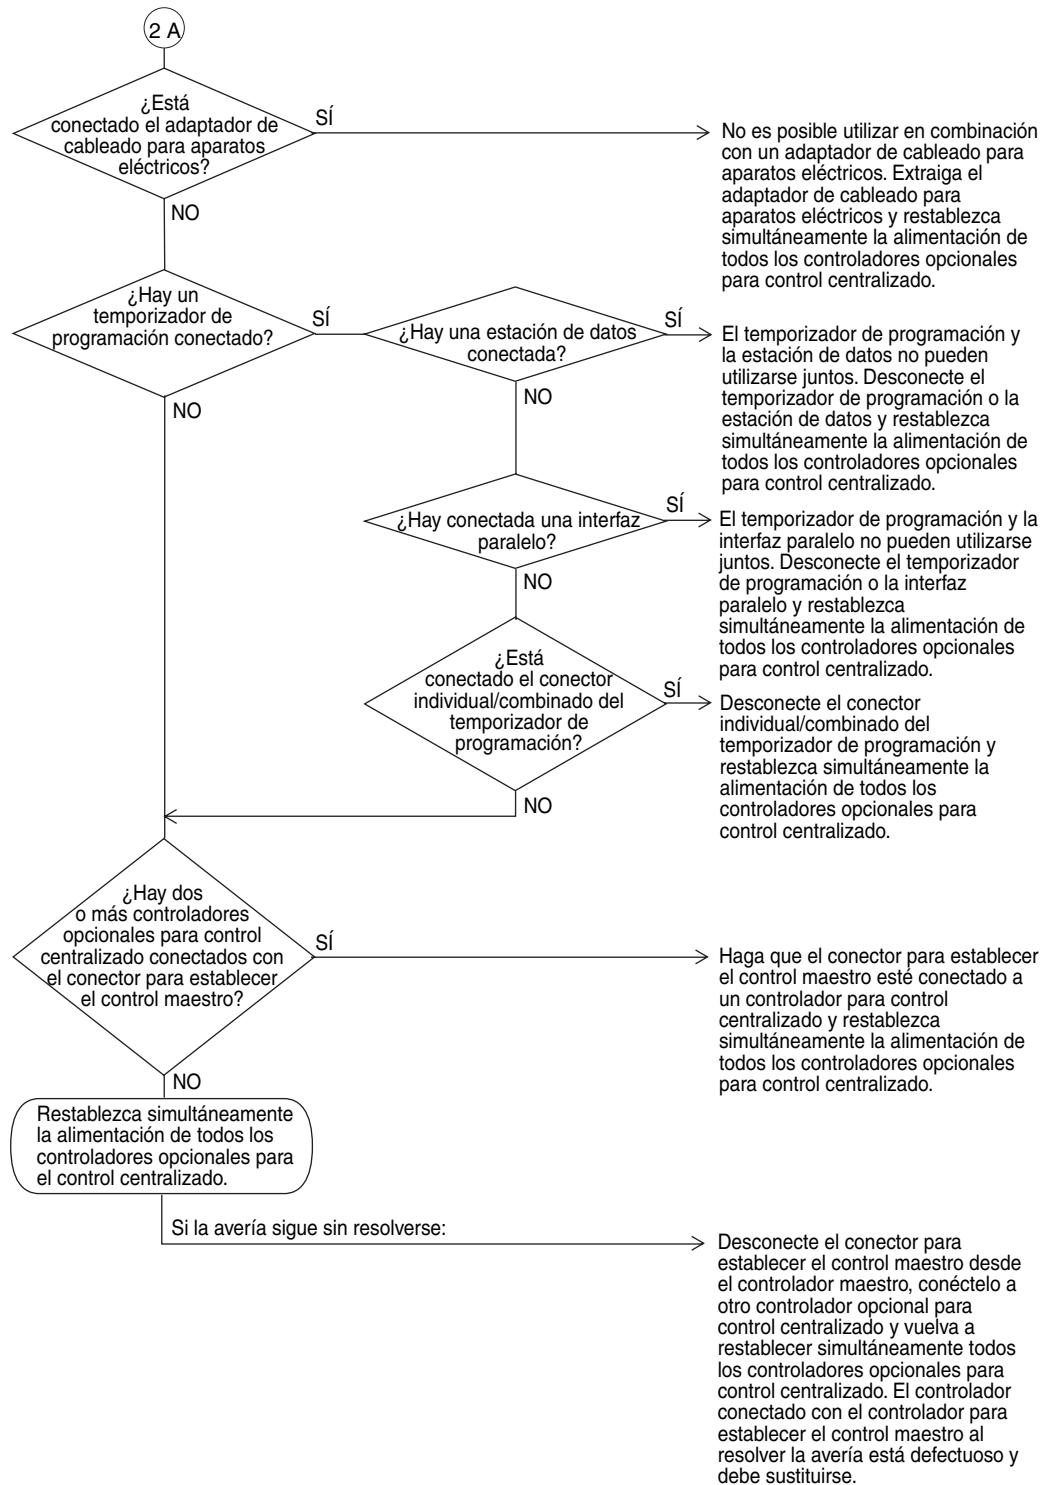 2 A
¿Está
conectado el adaptador de
cableado para aparatos
eléctricos?
SÍ
No es posible utilizar en combinación
con un adaptador de cableado para
aparatos eléctricos. Extraiga el
adaptador de cableado para
aparatos eléctricos y restablezca
simultáneamente la alimentación de
todos los controladores opcionales
para control centralizado.
NO
¿Hay un
temporizador de
programación conectado?
SÍ
¿Hay una estación de datos
conectada?
SÍ
El temporizador de programación y
la estación de datos no pueden
utilizarse juntos. Desconecte el
temporizador de programación o la
estación de datos y restablezca
simultáneamente la alimentación de
todos los controladores opcionales
para control centralizado.
NO
NO
¿Hay conectada una interfaz
paralelo?
SÍ
El temporizador de programación y la
interfaz paralelo no pueden utilizarse
juntos. Desconecte el temporizador
de programación o la interfaz
paralelo y restablezca
simultáneamente la alimentación de
todos los controladores opcionales
para control centralizado.
NO
¿Está
conectado el conector
individual/combinado del
temporizador de
programación?
SÍ
Desconecte el conector
individual/combinado del
temporizador de programación y
restablezca simultáneamente la
alimentación de todos los
controladores opcionales para
control centralizado.
NO
¿Hay dos
o más controladores
opcionales para control
centralizado conectados con
el conector para establecer
el control maestro?
SÍ
Haga que el conector para establecer
el control maestro esté conectado a
un controlador para control
centralizado y restablezca
simultáneamente la alimentación de
todos los controladores opcionales
para control centralizado.
NO
Restablezca simultáneamente
la alimentación de todos los
controladores opcionales para
el control centralizado.
Si la avería sigue sin resolverse:
Desconecte el conector para
establecer el control maestro desde
el controlador maestro, conéctelo a
otro controlador opcional para
control centralizado y vuelva a
restablecer simultáneamente todos
los controladores opcionales para
control centralizado. El controlador
conectado con el controlador para
establecer el control maestro al
resolver la avería está defectuoso y
debe sustituirse.